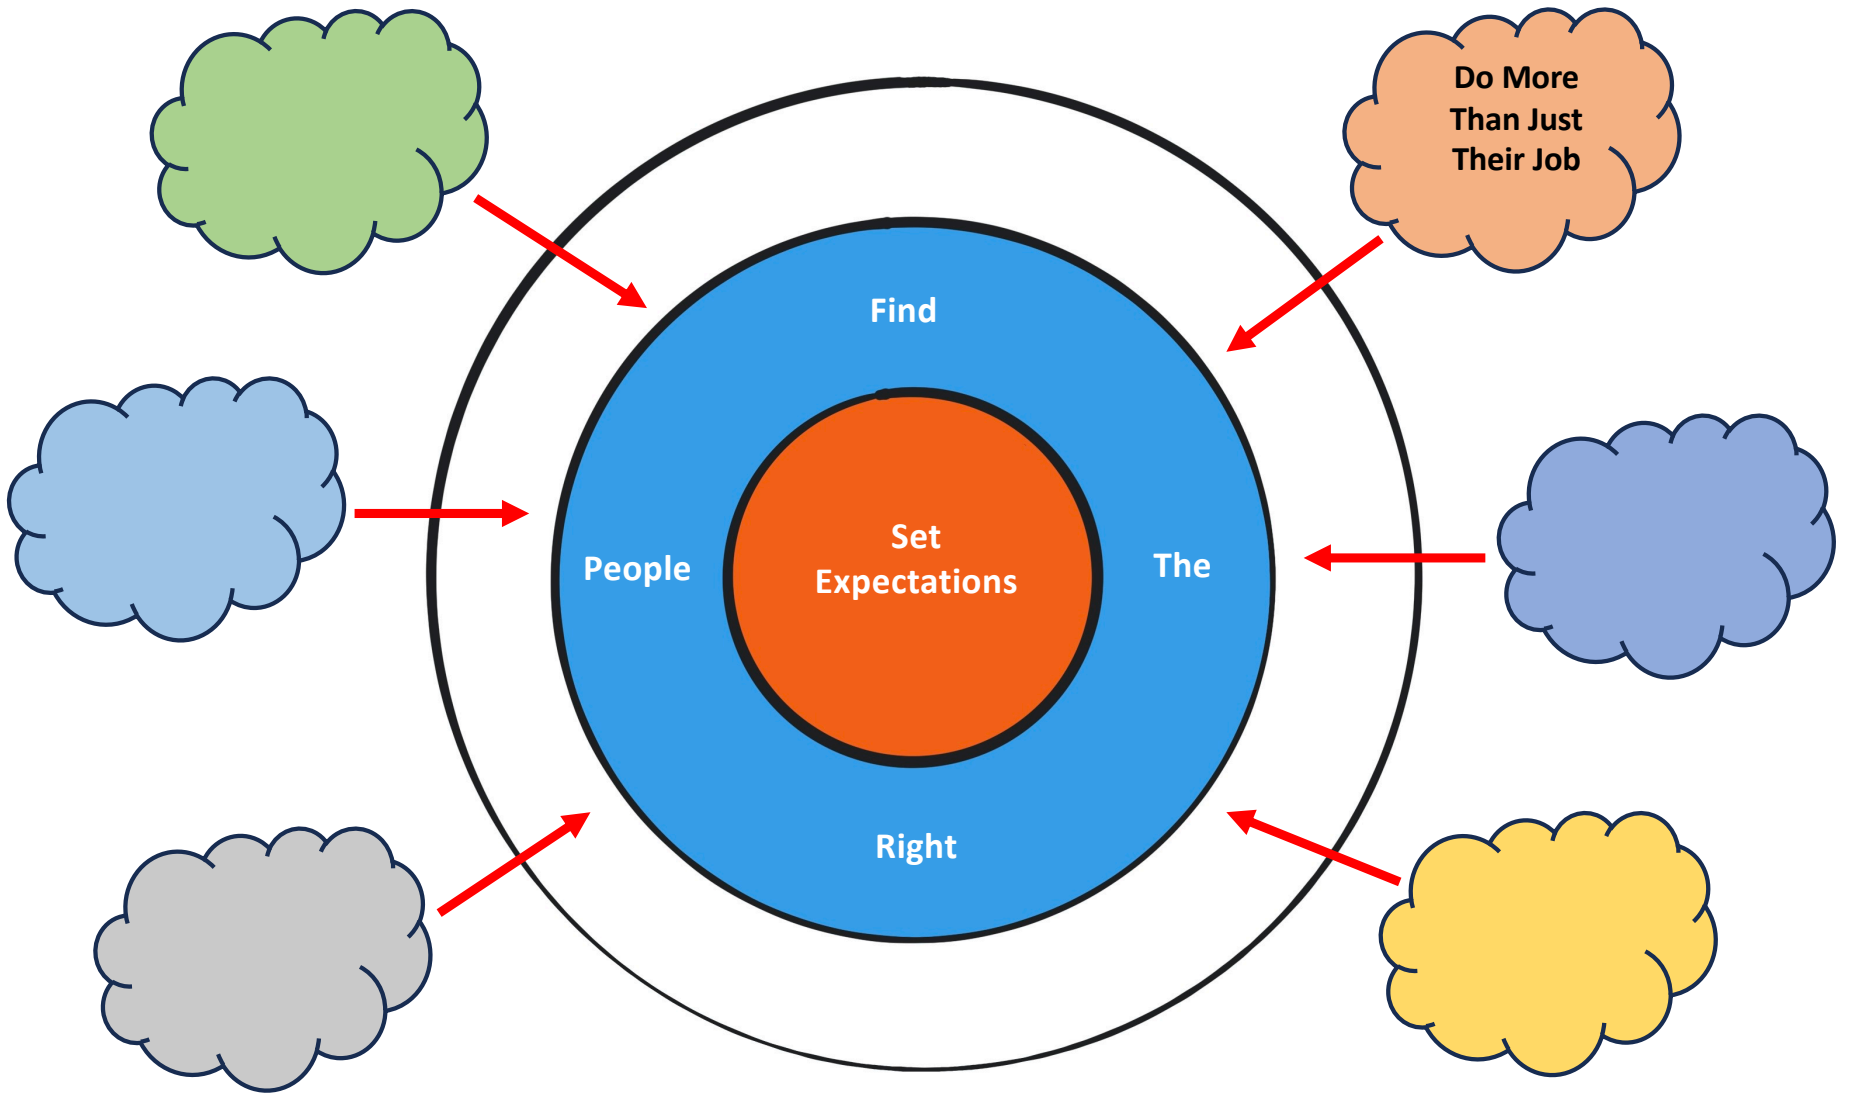 Do More
Than Just
Their Job
Find
The
Right
People
Set
Expectations